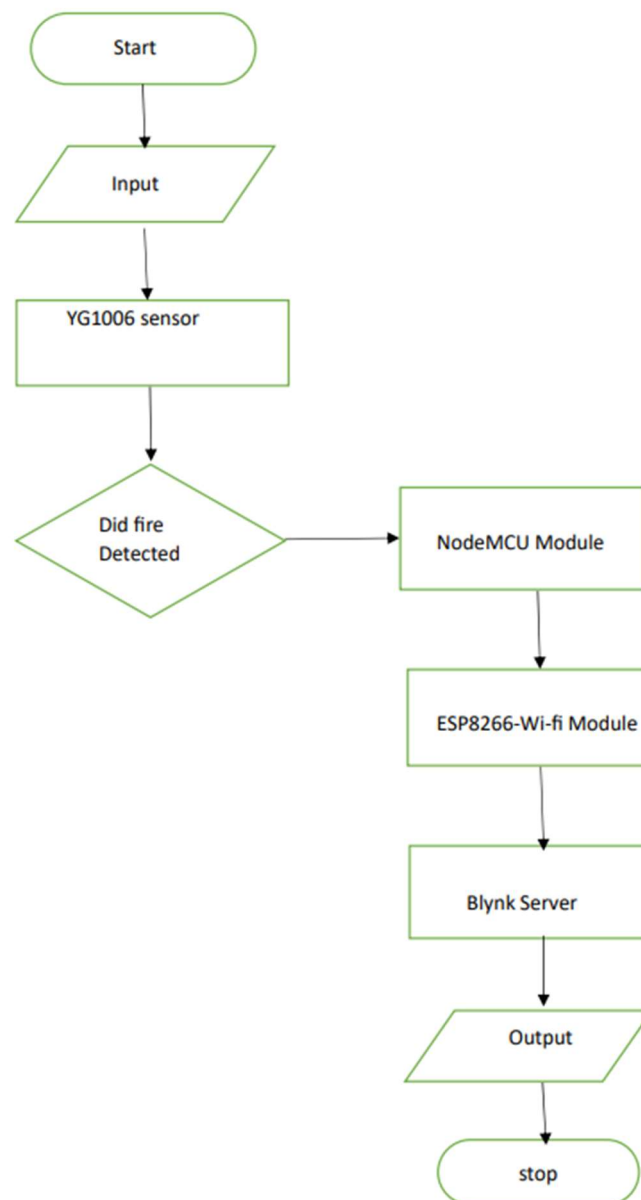 Start
Input
YG1006 sensor
Did fire
Detected
NodeMCU Module
ESP8266-Wi-fi Module
Blynk Server
Output
stop